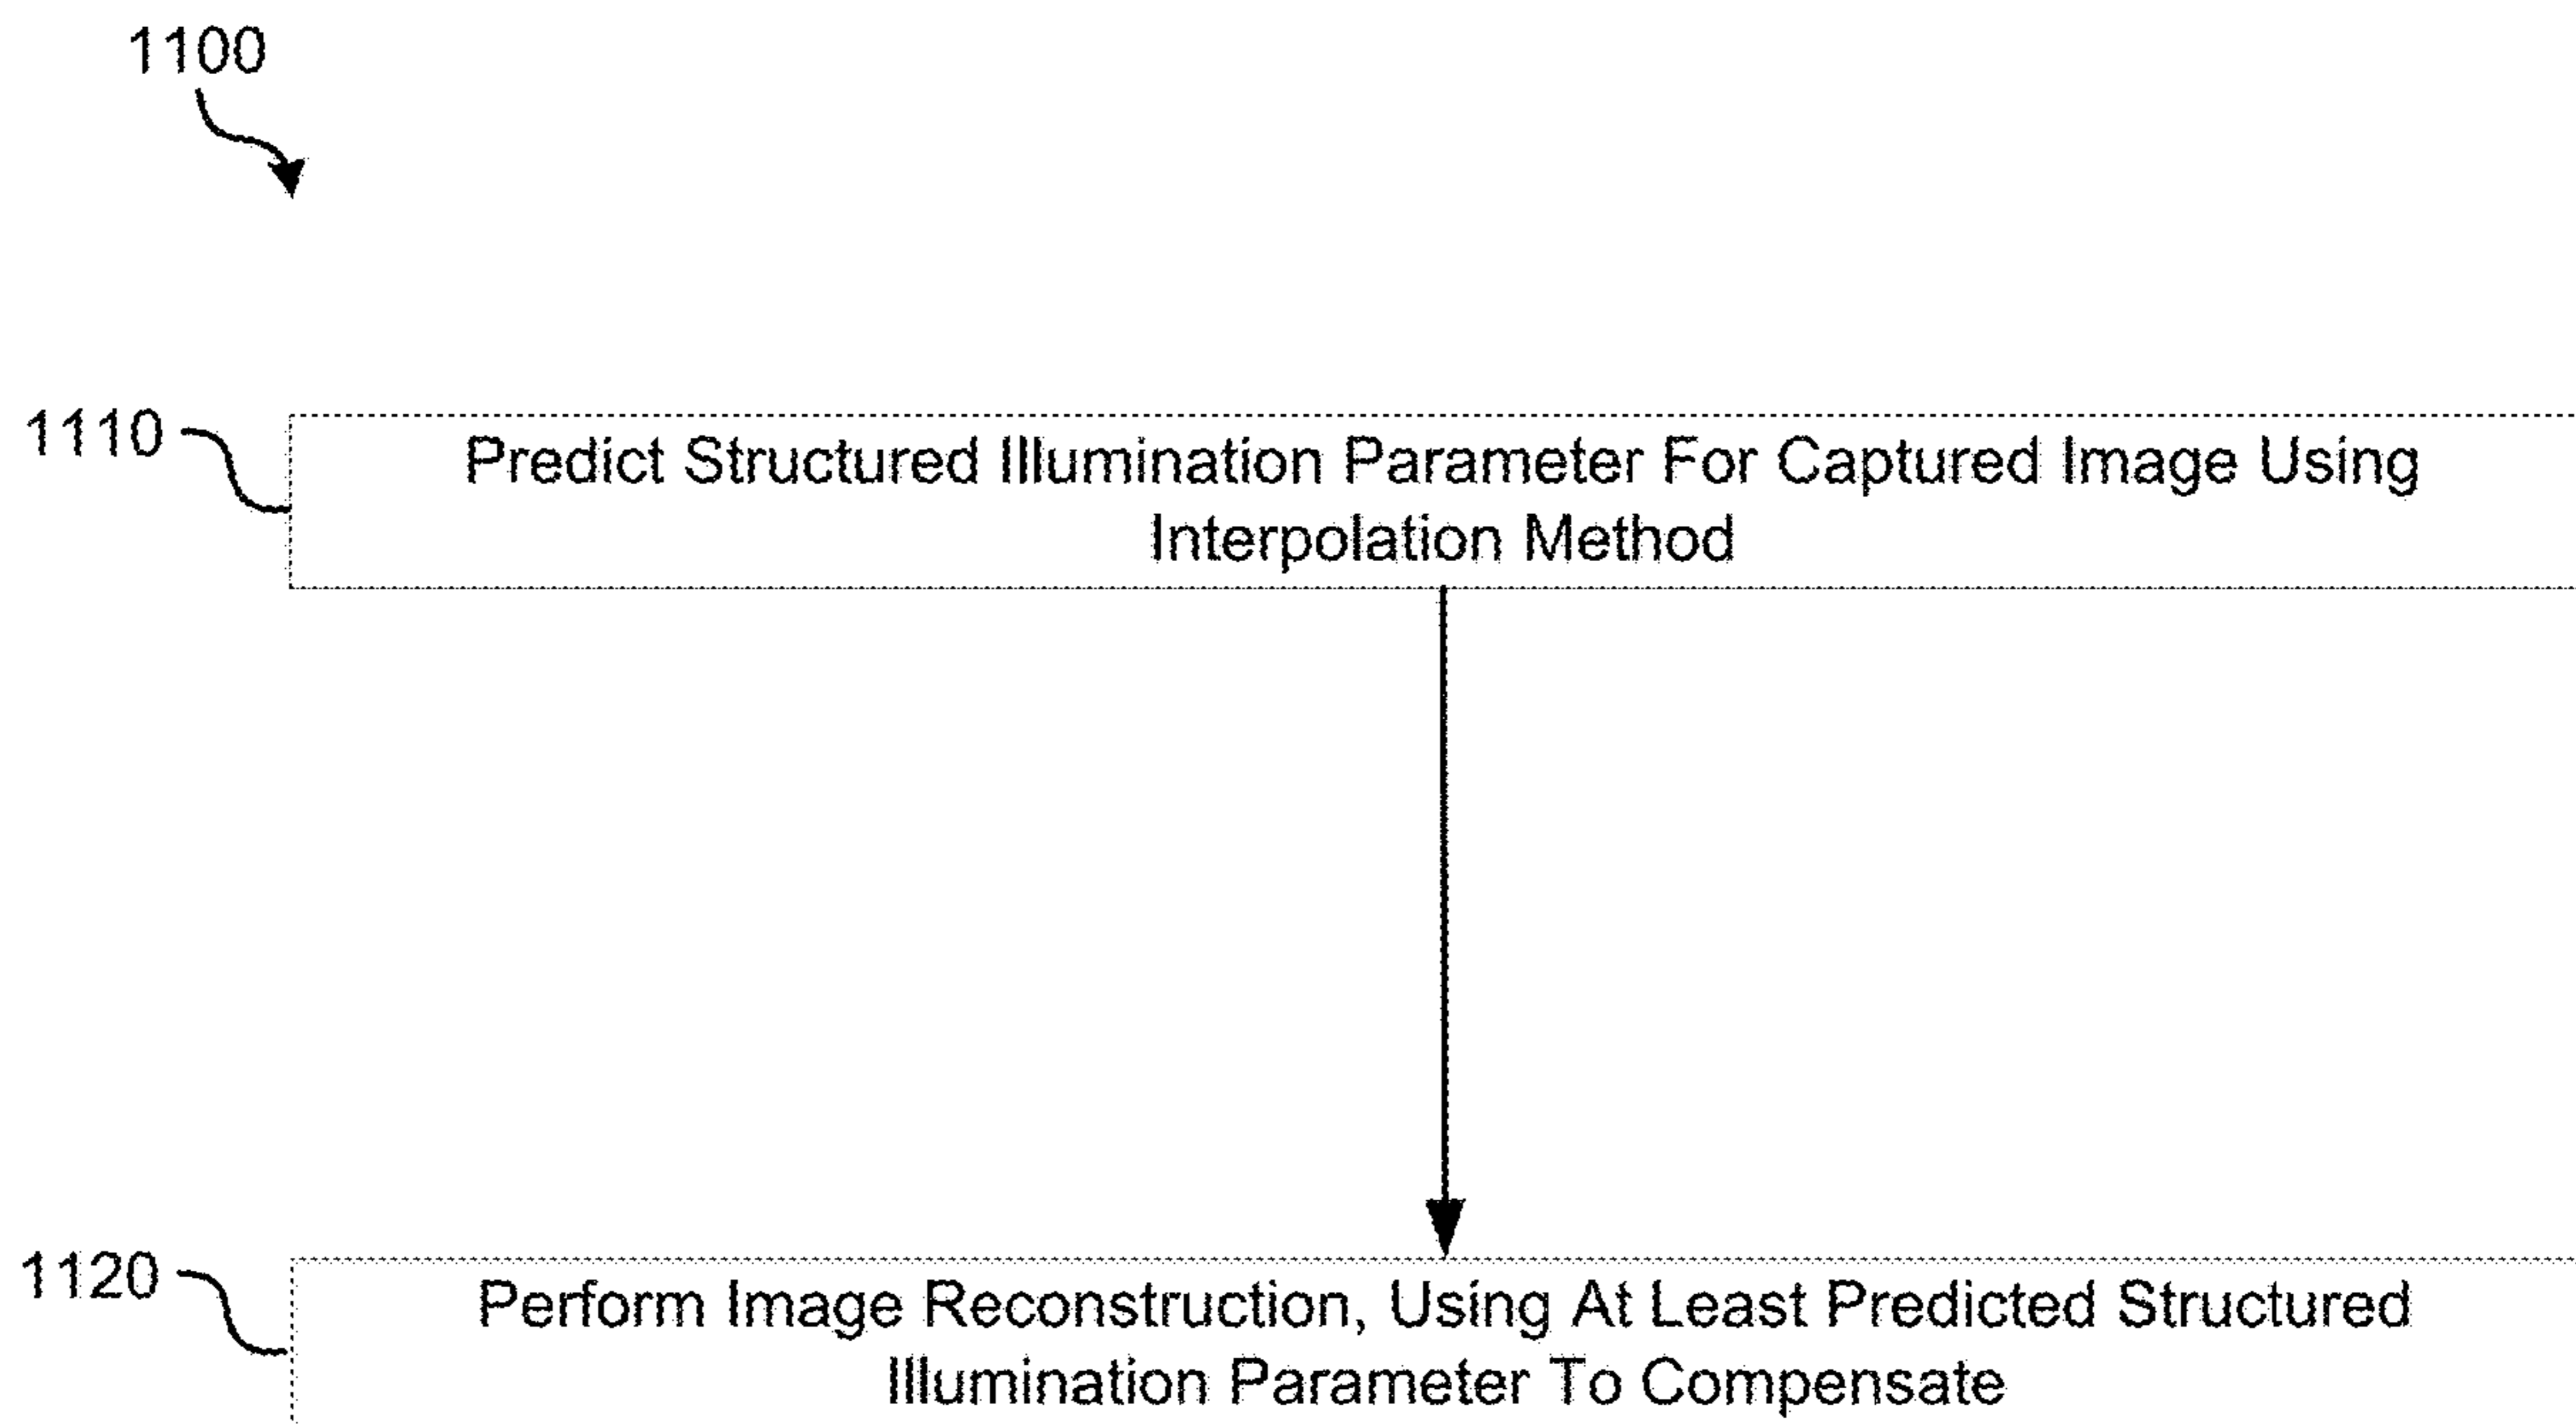 1100
1110
Predict Structured Illumination Parameter For Captured Image Using
Interpolation Method
1120
Perform Image Reconstruction, Using At Least Predicted Structured
Illumination Parameter To Compensate